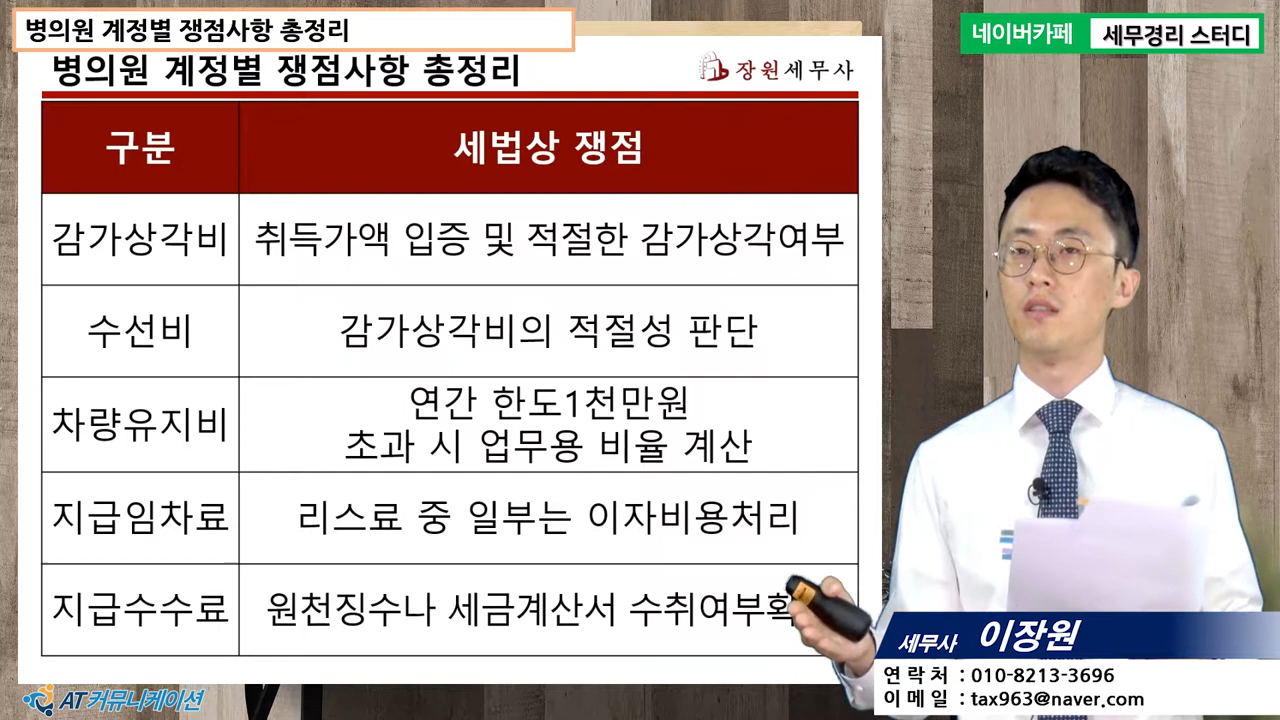 병의원 계정별 쟁점사항 총정리
네이버카페 세무경리 스터디
병의원 계정별 쟁점사항 총정리
장원세무사
구분 세법상 쟁점
감가상각비 취득가액 입증 및 적절한 감가상각여부
수선비 감가상각비의 적절성 판단
차량유지비 연간 한도1천만원
초과 시 업무용 비율 계산
지급임차료 리스료 중 일부는 이자비용처리
지급수수료 원천징수나 세금계산서 수취여부확
세무사 이장원
연락처 : 010-8213-3696
이메일 : tax963@naver.com
AT커뮤니케이션